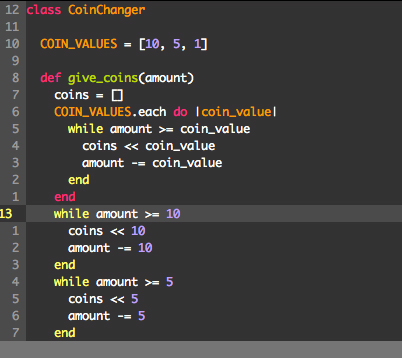 12 class CoinChanger
11
10   COIN_VALUES = [10, 5, 1]
9
8   def give_coins(amount)
7     coins = []
6     COIN_VALUES.each do |coin_value|
5       while amount >= coin_value
4         coins << coin_value
3         amount -= coin_value
2       end
1     end
13     while amount >= 10
1       coins << 10
2       amount -= 10
3     end
4     while amount >= 5
5       coins << 5
6       amount -= 5
7     end